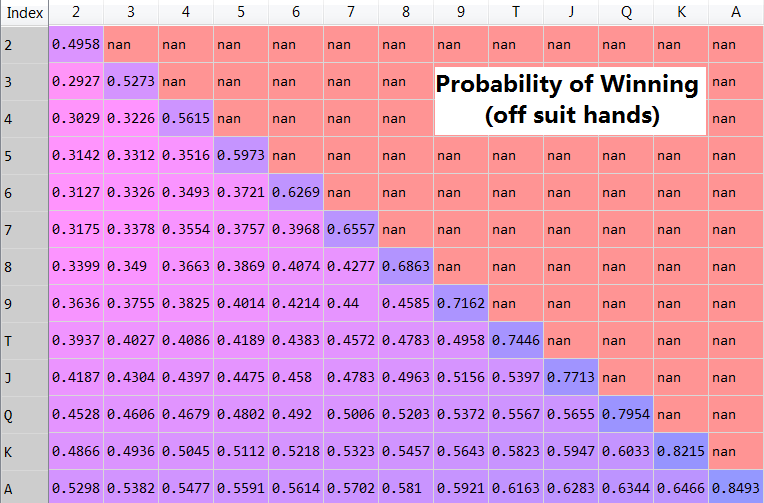 Index 2 3 4 5 6 7 8 9 T J Q K A
2 0.4958 nan nan nan nan nan nan nan nan nan nan nan nan
3 0.2927 0.5273 nan nan nan nan nan Probability of Winning nan
4 0.3029 0.3226 0.5615 nan nan nan nan (off suit hands) nan
5 0.3142 0.3312 0.3516 0.5973 nan nan nan nan nan nan nan nan nan
6 0.3127 0.3326 0.3493 0.3721 0.6269 nan nan nan nan nan nan nan nan
7 0.3175 0.3378 0.3554 0.3757 0.3968 0.6557 nan nan nan nan nan nan nan
8 0.3399 0.349 0.3663 0.3869 0.4074 0.4277 0.6863 nan nan nan nan nan nan
9 0.3636 0.3755 0.3825 0.4014 0.4214 0.44 0.4585 0.7162 nan nan nan nan nan
T 0.3937 0.4027 0.4086 0.4189 0.4383 0.4572 0.4783 0.4958 0.7446 nan nan nan nan
J 0.4187 0.4304 0.4397 0.4475 0.458 0.4783 0.4963 0.5156 0.5397 0.7713 nan nan nan
Q 0.4528 0.4606 0.4679 0.4802 0.492 0.5006 0.5203 0.5372 0.5567 0.5655 0.7954 nan nan
K 0.4866 0.4936 0.5045 0.5112 0.5218 0.5323 0.5457 0.5643 0.5823 0.5947 0.6033 0.8215 nan
A 0.5298 0.5382 0.5477 0.5591 0.5614 0.5702 0.581 0.5921 0.6163 0.6283 0.6344 0.6466 0.8493